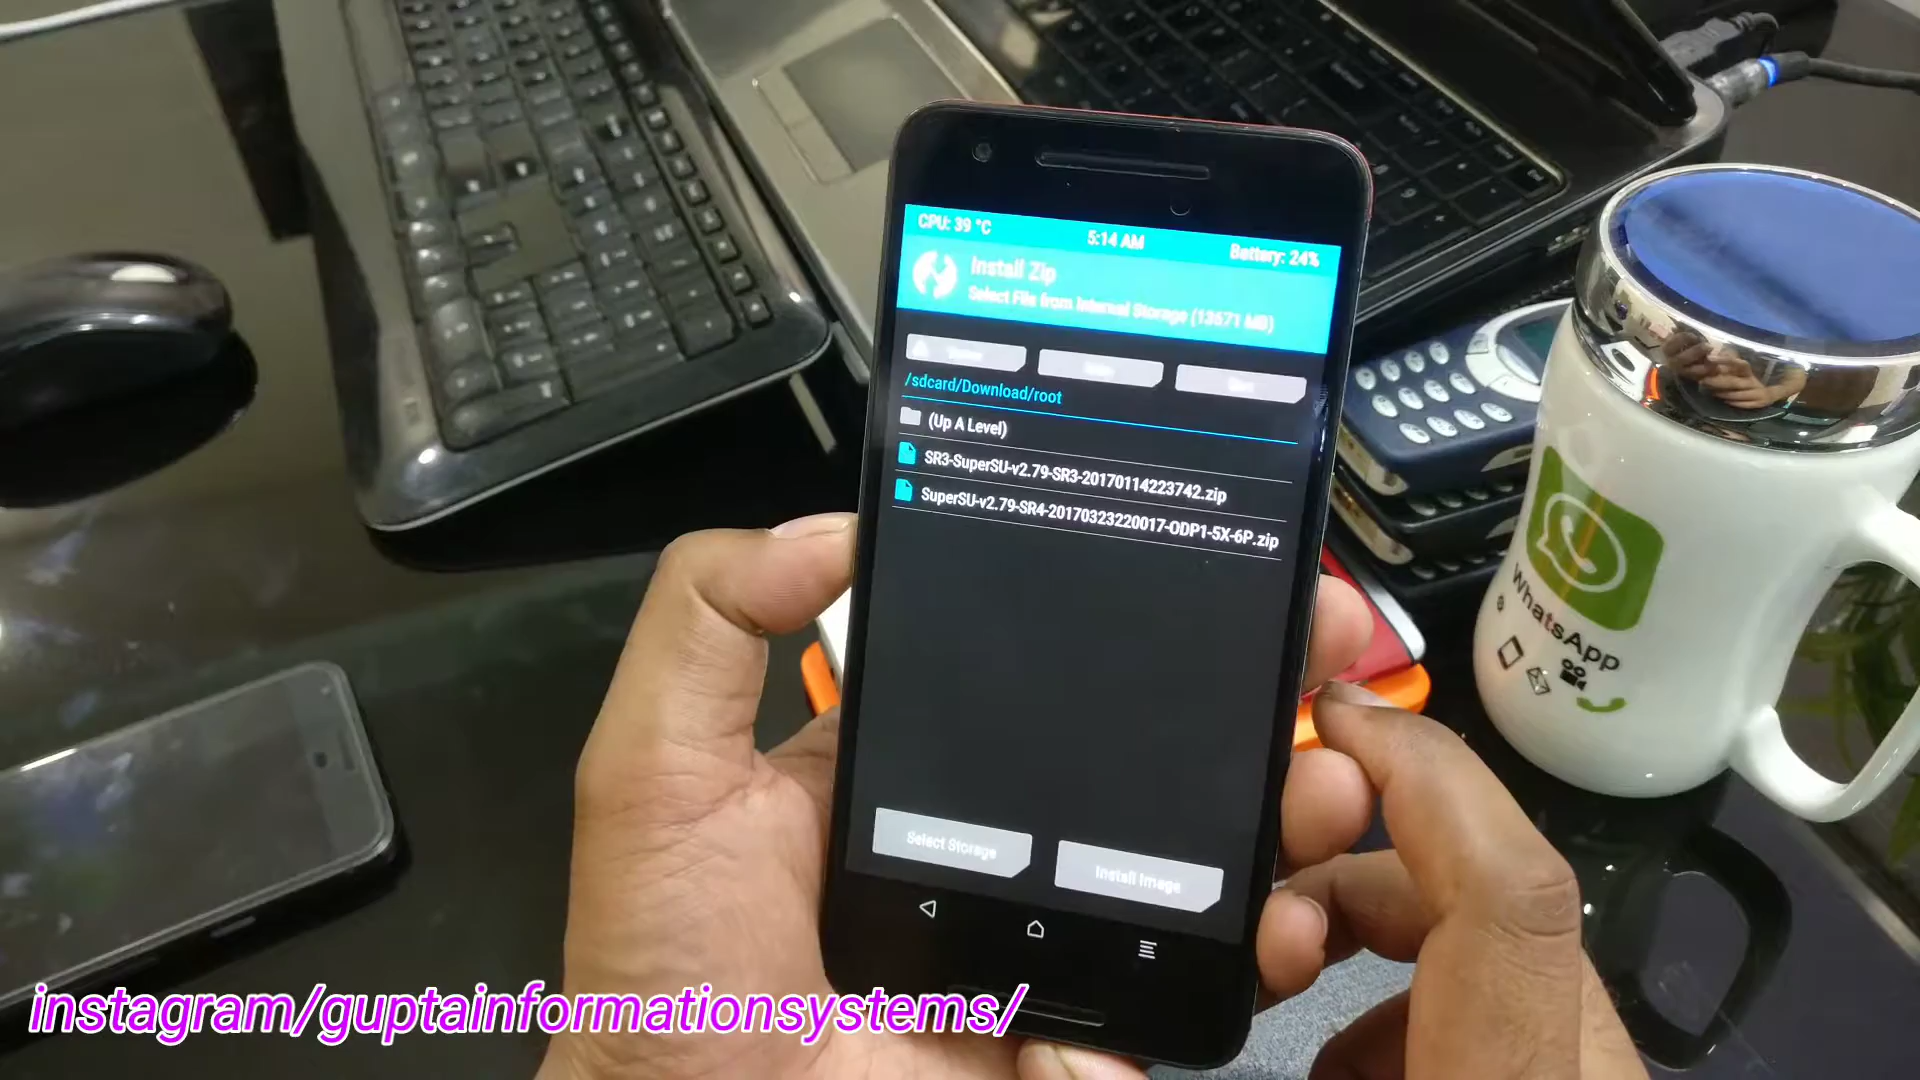 CPU: 39 °C
5:14 AM
Battery: 24%
Install Zip
Select File from Internal Storage (13571 MB)
/sdcard/Download/root
(Up A Level)
SR3-SuperSU-v2.79-SR3-20170114223742.zip
SuperSU-v2.79-SR4-20170323220017-ODP1-5X-6P.zip
Select Storage
Install Image
WhatsApp
instagram/guptainformationsystems/